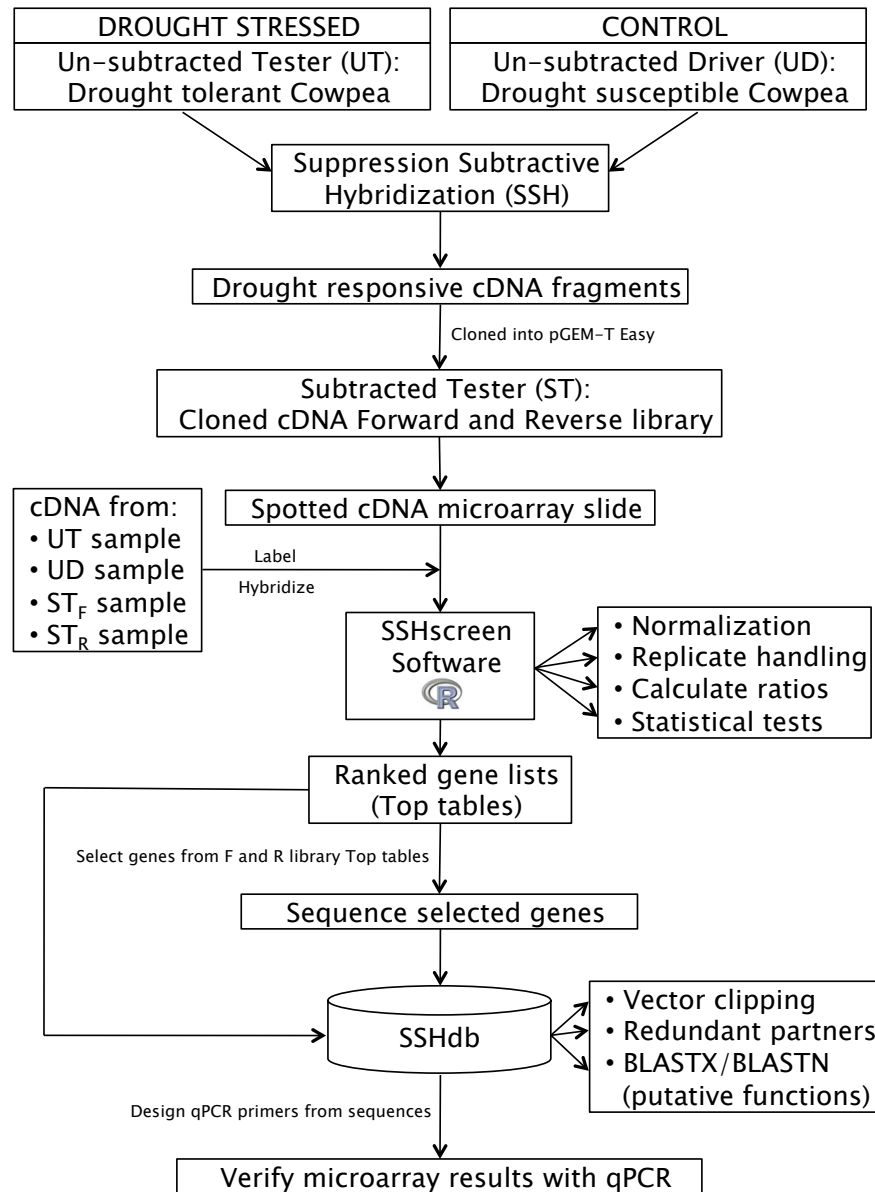 DROUGHT STRESSED
Un-subtracted Tester (UT):
Drought tolerant Cowpea
CONTROL
Un-subtracted Driver (UD):
Drought susceptible Cowpea
Suppression Subtractive
Hybridization (SSH)
Drought responsive cDNA fragments
Cloned into pGEM-T Easy
Subtracted Tester (ST):
Cloned cDNA Forward and Reverse library
Spotted cDNA microarray slide
cDNA from:
• UT sample
• UD sample
• STF sample
• STR sample
Label
Hybridize
SSHscreen
Software
R
• Normalization
• Replicate handling
• Calculate ratios
• Statistical tests
Ranked gene lists
(Top tables)
Select genes from F and R library Top tables
Sequence selected genes
SSHdb
• Vector clipping
• Redundant partners
• BLASTX/BLASTN
(putative functions)
Design qPCR primers from sequences
Verify microarray results with qPCR